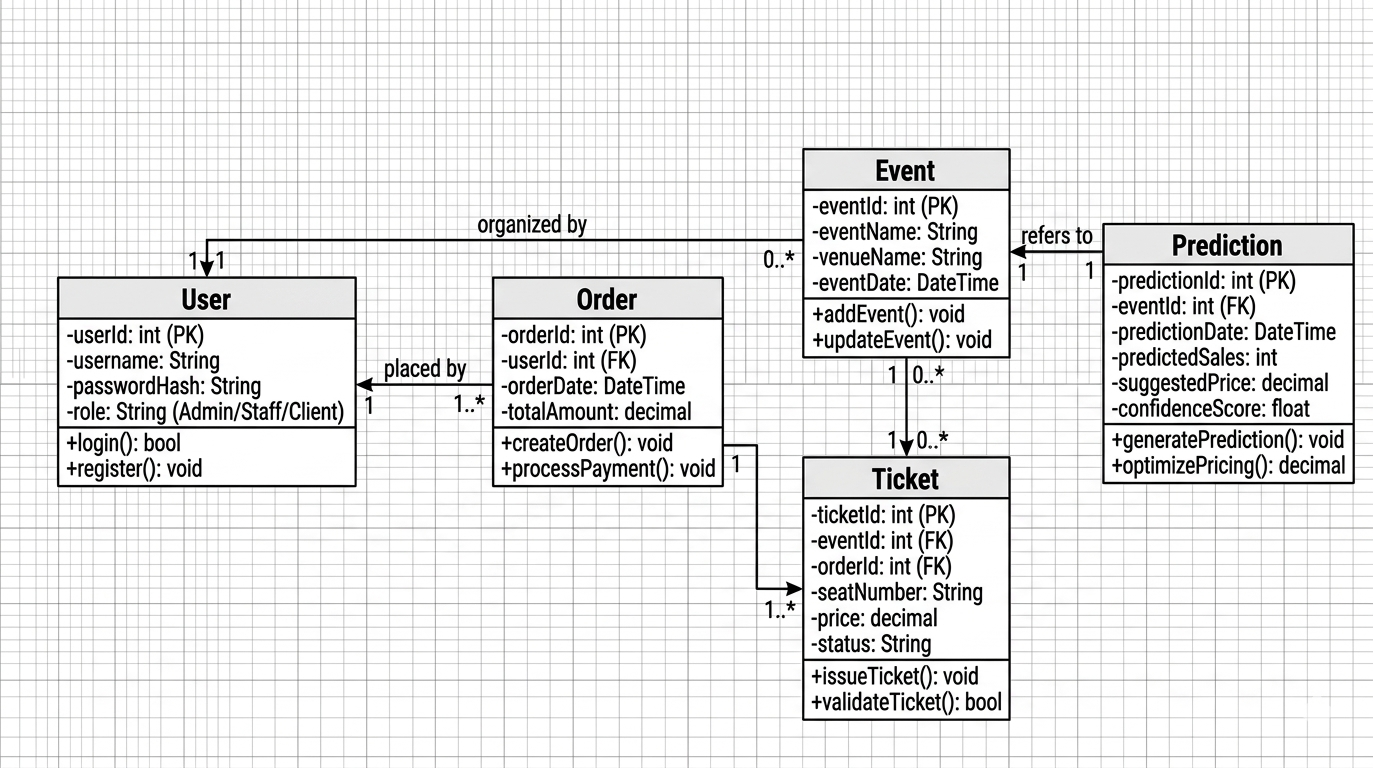 organized by
1 1
0..*
User
-userId: int (PK)
-username: String
-passwordHash: String
-role: String (Admin/Staff/Client)
+login(): bool
+register(): void
placed by
1
1..*
Order
-orderId: int (PK)
-userId: int (FK)
-orderDate: DateTime
-totalAmount: decimal
+createOrder(): void
+processPayment(): void
1
1..*
Event
-eventId: int (PK)
-eventName: String
-venueName: String
-eventDate: DateTime
+addEvent(): void
+updateEvent(): void
1 0..*
1 0..*
Ticket
-ticketId: int (PK)
-eventId: int (FK)
-orderId: int (FK)
-seatNumber: String
-price: decimal
-status: String
+issueTicket(): void
+validateTicket(): bool
refers to
1
1
Prediction
-predictionId: int (PK)
-eventId: int (FK)
-predictionDate: DateTime
-predictedSales: int
-suggestedPrice: decimal
-confidenceScore: float
+generatePrediction(): void
+optimizePricing(): decimal